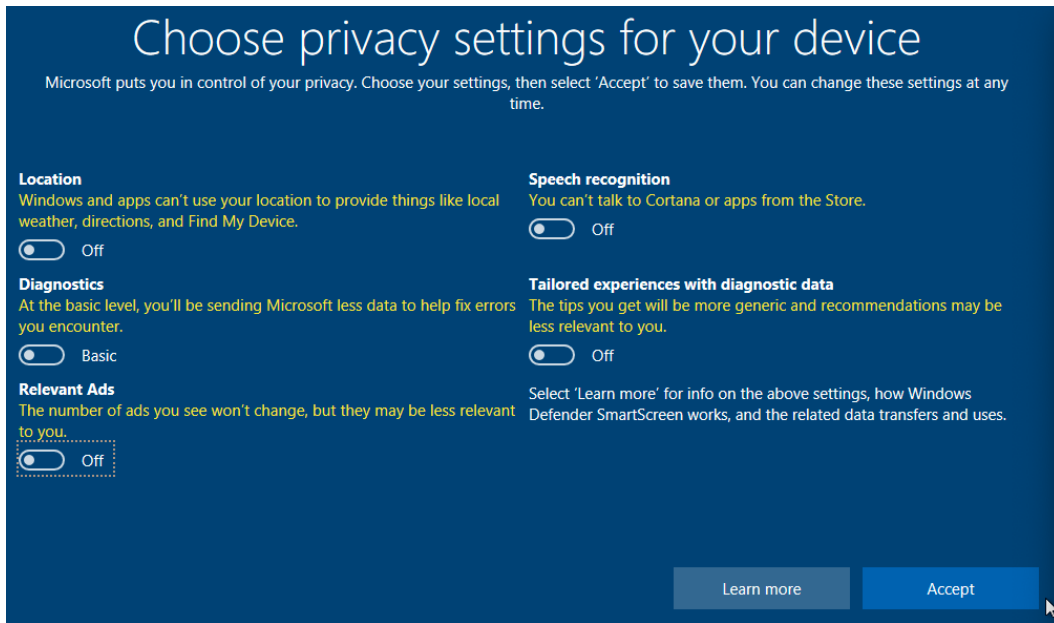 Choose privacy settings for your device
Microsoft puts you in control of your privacy. Choose your settings, then select ‘Accept’ to save them. You can change these settings at any
time.
Location
Windows and apps can’t use your location to provide things like local
weather, directions, and Find My Device.
Off
Diagnostics
At the basic level, you’ll be sending Microsoft less data to help fix errors
you encounter.
Basic
Relevant Ads
The number of ads you see won’t change, but they may be less relevant
to you.
Off
Speech recognition
You can’t talk to Cortana or apps from the Store.
Off
Tailored experiences with diagnostic data
The tips you get will be more generic and recommendations may be
less relevant to you.
Off
Select ‘Learn more’ for info on the above settings, how Windows
Defender SmartScreen works, and the related data transfers and uses.
Learn more
Accept